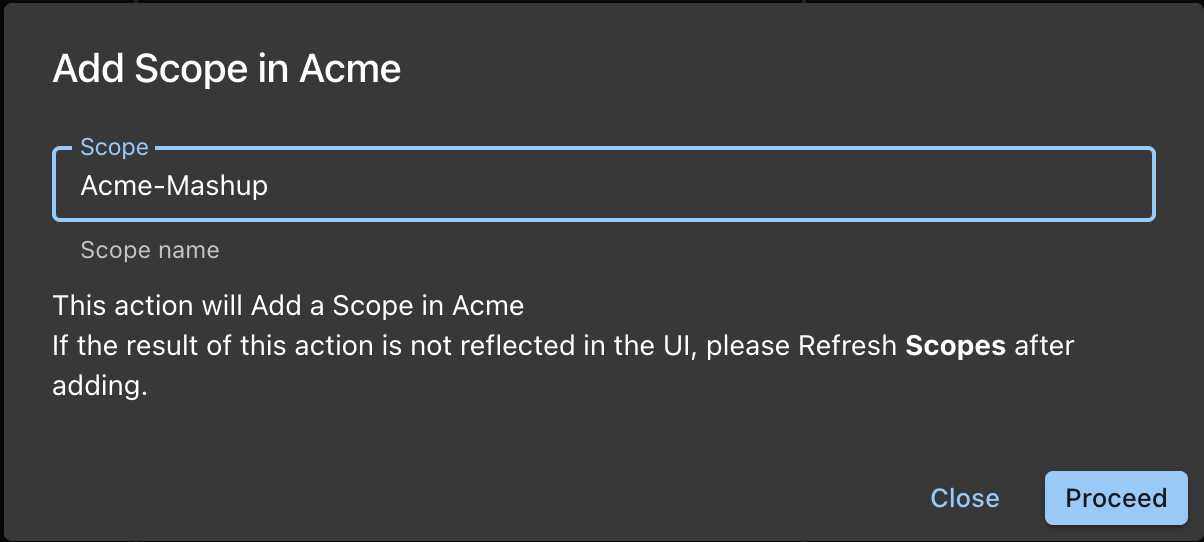 Add Scope in Acme
Scope
Acme-Mashup
Scope name
This action will Add a Scope in Acme
If the result of this action is not reflected in the UI, please Refresh Scopes after
adding.
Close
Proceed